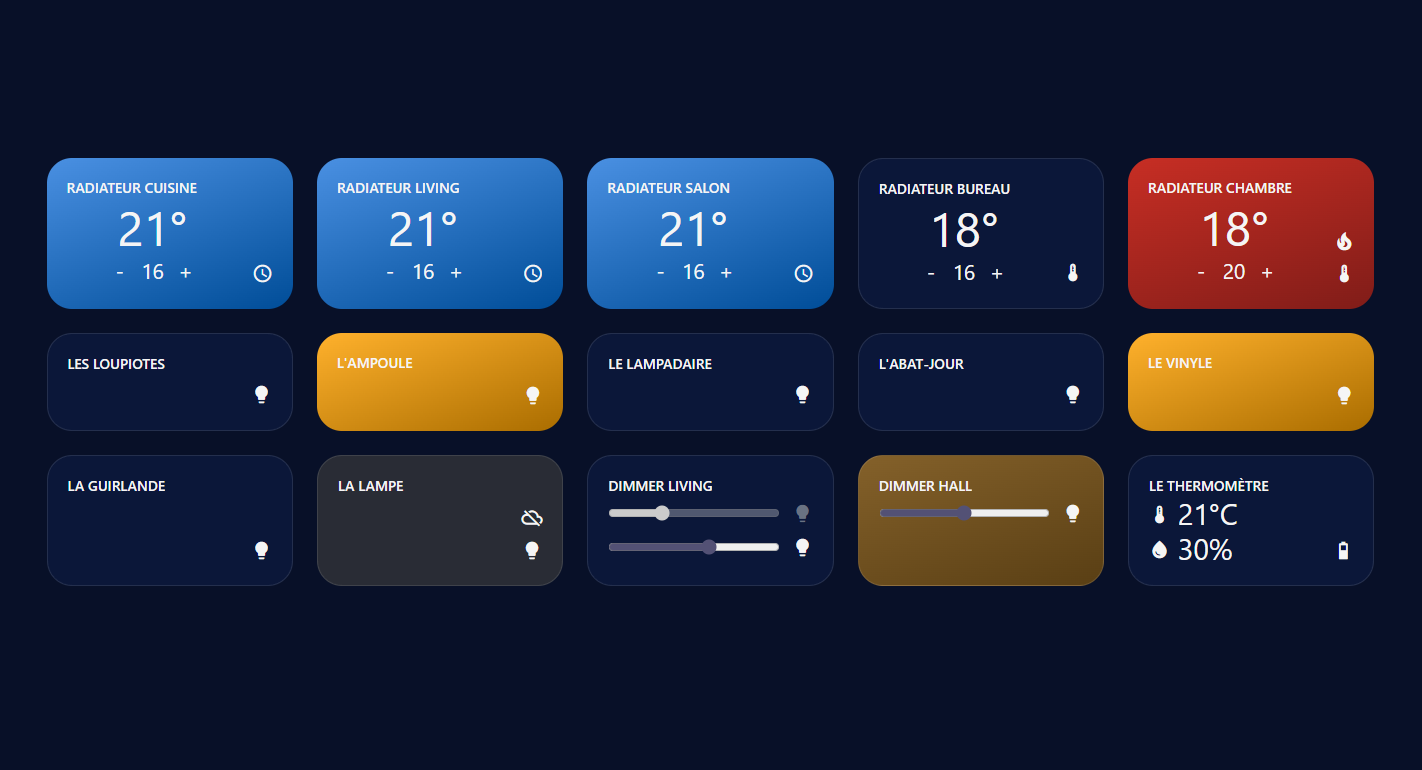 RADIATEUR CUISINE
21°
- 16 +
RADIATEUR LIVING
21°
- 16 +
RADIATEUR SALON
21°
- 16 +
RADIATEUR BUREAU
18°
- 16 +
RADIATEUR CHAMBRE
18°
- 20 +
LES LOUPIOTES
L'AMPOULE
LE LAMPADAIRE
L'ABAT-JOUR
LE VINYLE
LA GUIRLANDE
LA LAMPE
DIMMER LIVING
DIMMER HALL
LE THERMOMÈTRE
21°C
30%